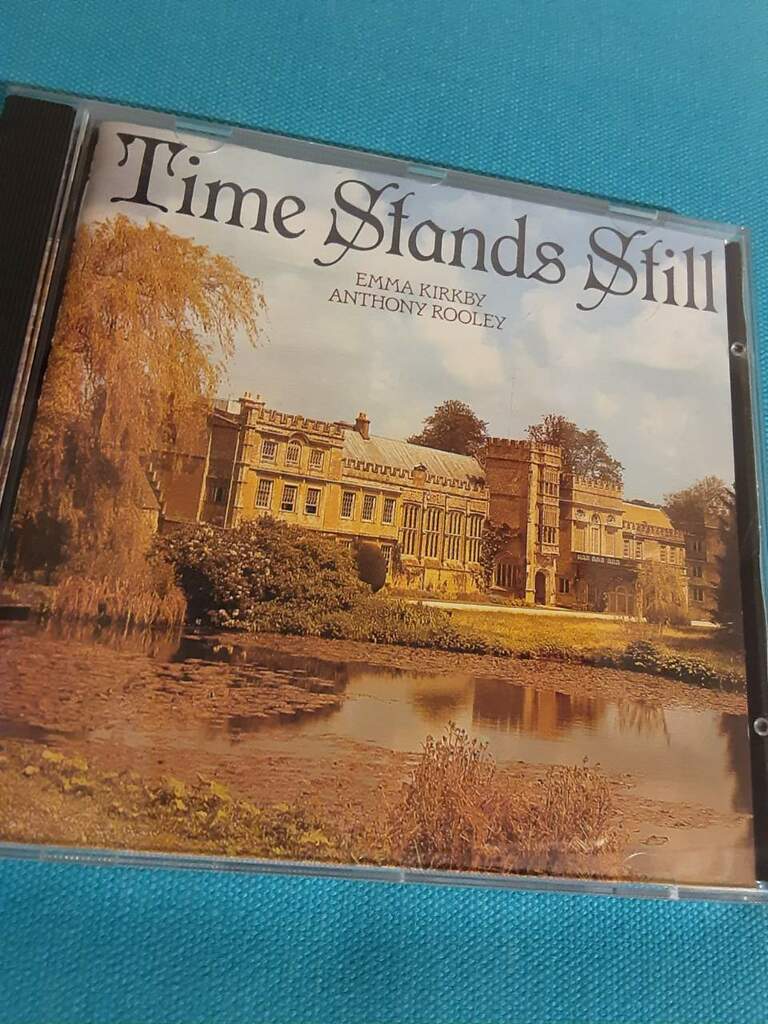 Time Stands Still
EMMA KIRKBY
ANTHONY ROOLEY